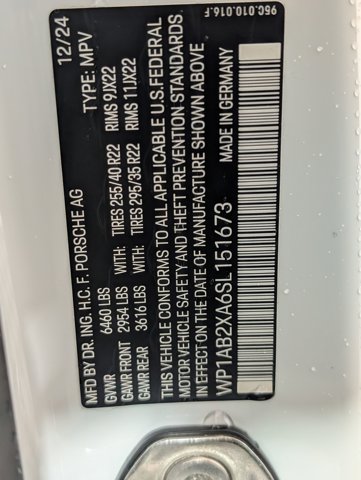 95C.010.016.F
MFD BY DR. ING. H.C. F. PORSCHE AG 12/24
GVWR 6460 LBS TYPE: MPV
GAWR FRONT 2954 LBS WITH: TIRES 255/40 R22 RIMS 9JX22
GAWR REAR 3616 LBS WITH: TIRES 295/35 R22 RIMS 11JX22
THIS VEHICLE CONFORMS TO ALL APPLICABLE U.S.FEDERAL
MOTOR VEHICLE SAFETY AND THEFT PREVENTION STANDARDS
IN EFFECT ON THE DATE OF MANUFACTURE SHOWN ABOVE
WP1AB2XA6SL151673 MADE IN GERMANY